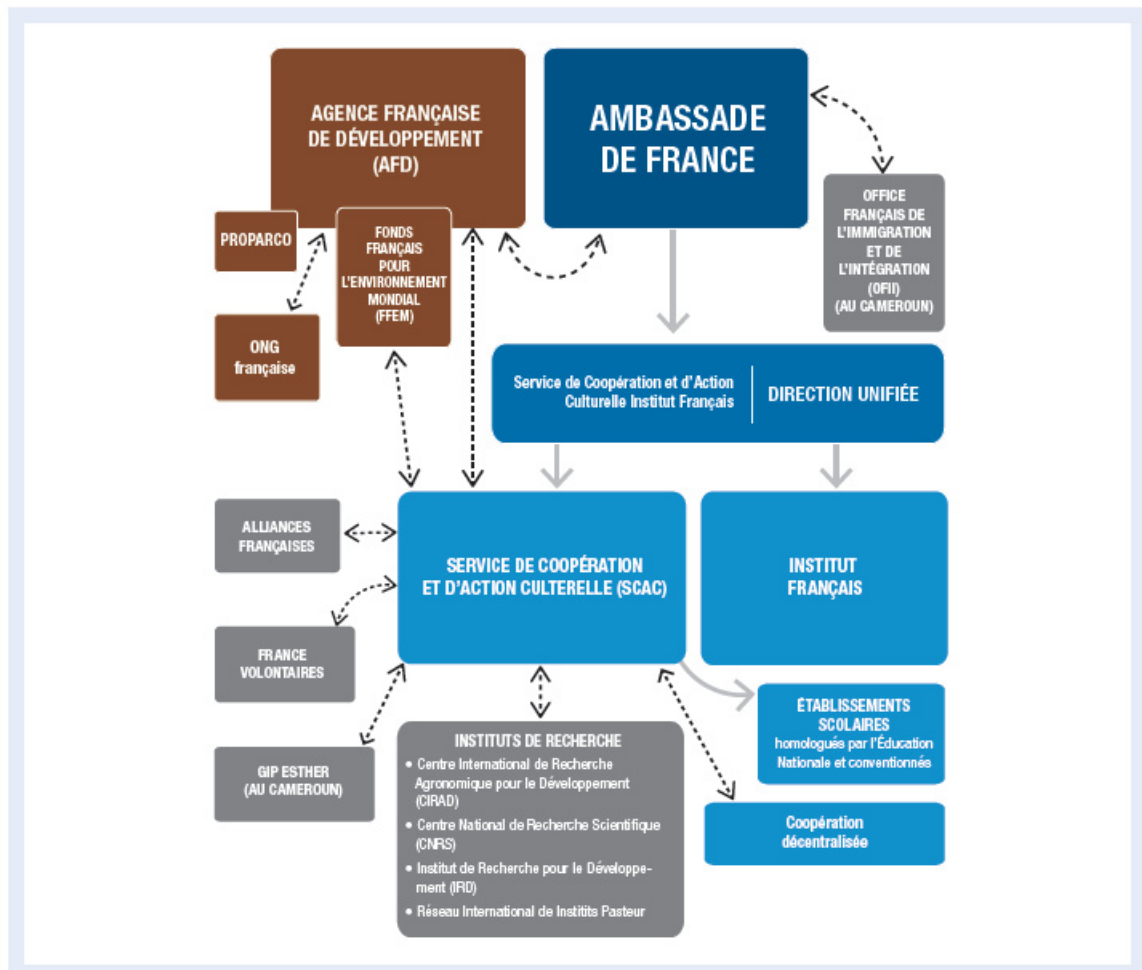 AGENCE FRANÇAISE
DE DÉVELOPPEMENT
(AFD)
AMBASSADE
DE FRANCE
PROPARCO
FONDS
FRANÇAIS
POUR
L'ENVIRONNEMENT
MONDIAL
(FFEM)
ONG
française
OFFICE
FRANÇAIS DE
L'IMMIGRATION
ET DE
L'INTÉGRATION
(OFII)
(AU CAMEROUN)
Service de Coopération et d'Action
Culturelle Institut Français
DIRECTION UNIFIÉE
ALLIANCES
FRANÇAISES
SERVICE DE COOPÉRATION
ET D'ACTION CULTERELLE (SCAC)
INSTITUT
FRANÇAIS
FRANCE
VOLONTAIRES
GIP ESTHER
(AU CAMEROUN)
INSTITUTS DE RECHERCHE
• Centre International de Recherche
Agronomique pour le Développement
(CIRAD)
• Centre National de Recherche Scientifique
(CNRS)
• Institut de Recherche pour le Développe-
ment (IRD)
• Réseau International de Institits Pasteur
ÉTABLISSEMENTS
SCOLAIRES
homologués par l'Éducation
Nationale et conventionnés
Coopération
décentralisée